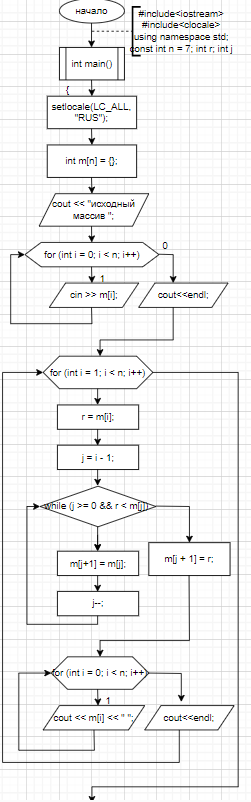 начало
#include<iostream>
#include<clocale>
using namespace std;
const int n = 7; int r; int j
int main()
{
setlocale(LC_ALL,
"RUS");
int m[n] = {};
cout << "исходный
массив ";
for (int i = 0; i < n; i++)
0
1
cin >> m[i];
cout<<endl;
for (int i = 1; i < n; i++)
r = m[i];
j = i - 1;
while (j >= 0 && r < m[j])
m[j+1] = m[j];
m[j + 1] = r;
j--;
for (int i = 0; i < n; i++)
1
cout << m[i] << " ";
cout<<endl;